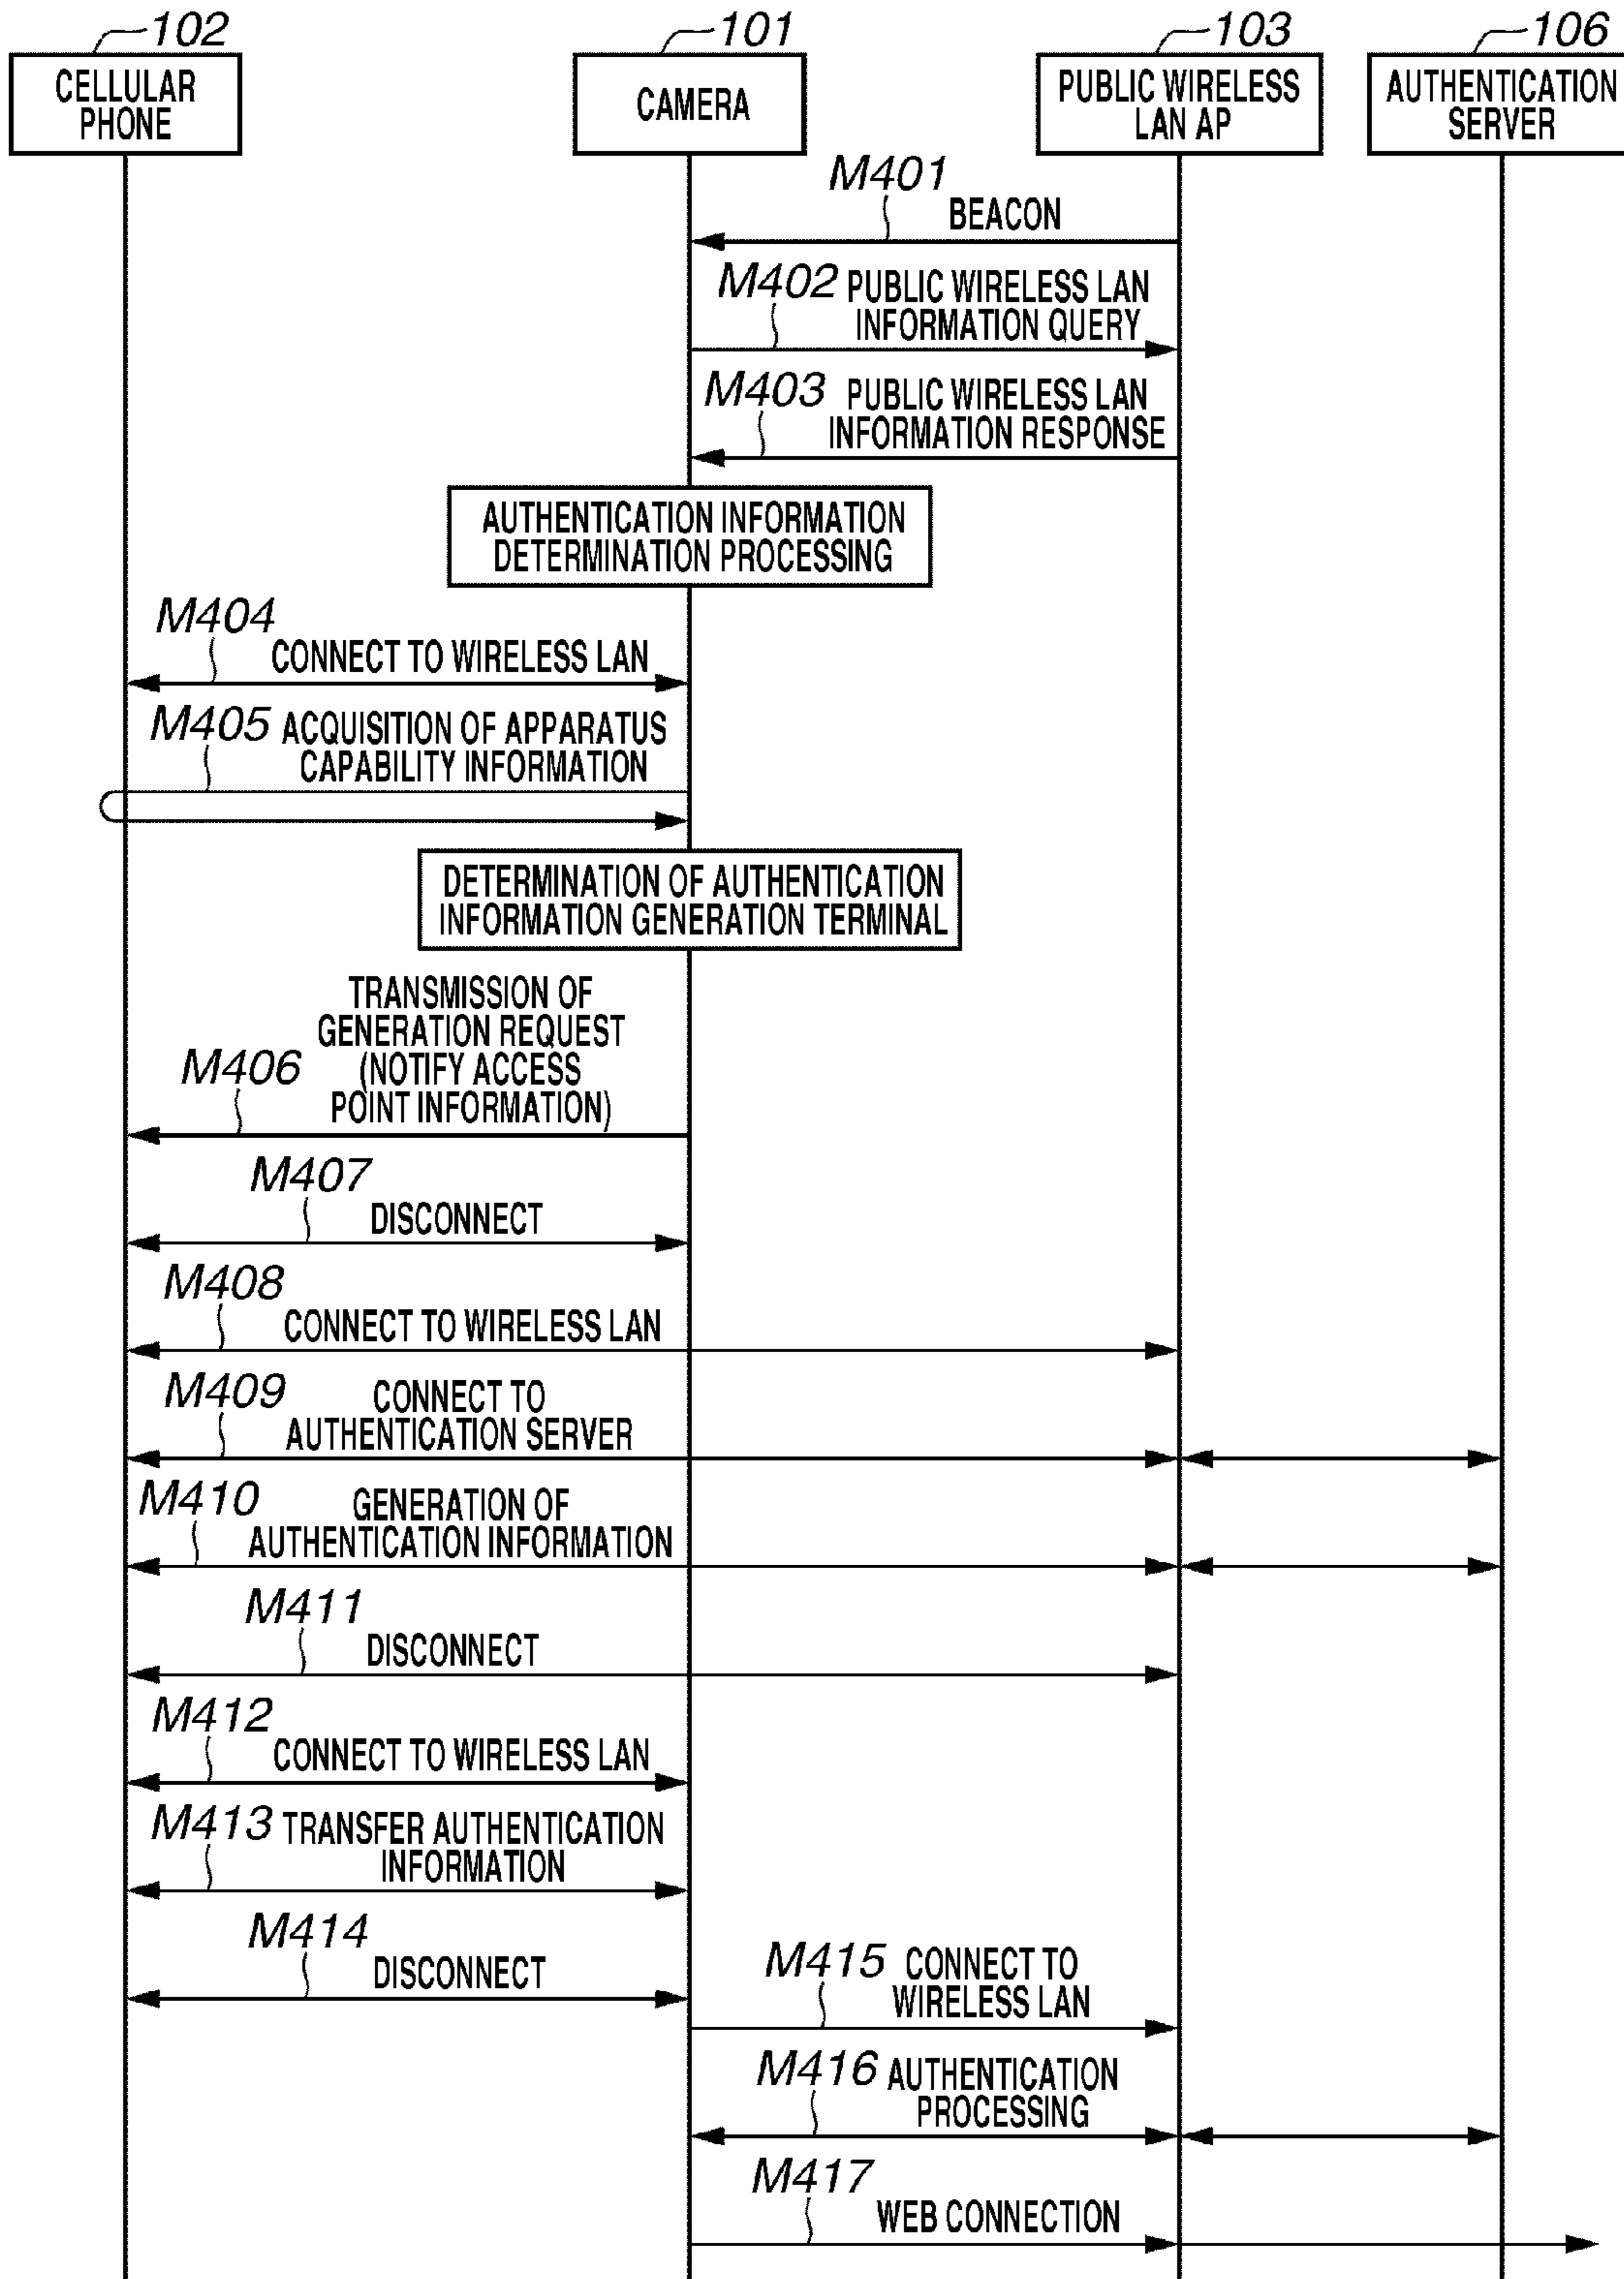 102
101
103
106
CELLULAR
PHONE
CAMERA
PUBLIC WIRELESS
LAN AP
AUTHENTICATION
SERVER
M401
BEACON
M402 PUBLIC WIRELESS LAN
INFORMATION QUERY
M403 PUBLIC WIRELESS LAN
INFORMATION RESPONSE
AUTHENTICATION INFORMATION
DETERMINATION PROCESSING
M404
CONNECT TO WIRELESS LAN
M405 ACQUISITION OF APPARATUS
CAPABILITY INFORMATION
DETERMINATION OF AUTHENTICATION
INFORMATION GENERATION TERMINAL
TRANSMISSION OF
GENERATION REQUEST
M406 (NOTIFY ACCESS
POINT INFORMATION)
M407
DISCONNECT
M408
CONNECT TO WIRELESS LAN
M409 CONNECT TO
AUTHENTICATION SERVER
M410 GENERATION OF
AUTHENTICATION INFORMATION
M411
DISCONNECT
M412
CONNECT TO WIRELESS LAN
M413 TRANSFER AUTHENTICATION
INFORMATION
M414
DISCONNECT
M415 CONNECT TO
WIRELESS LAN
M416 AUTHENTICATION
PROCESSING
M417
WEB CONNECTION